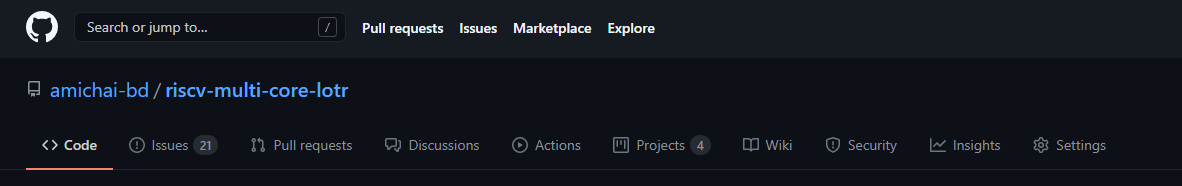 Search or jump to... / Pull requests Issues Marketplace Explore
amichai-bd / riscv-multi-core-lotr
Code Issues 21 Pull requests Discussions Actions Projects 4 Wiki Security Insights Settings